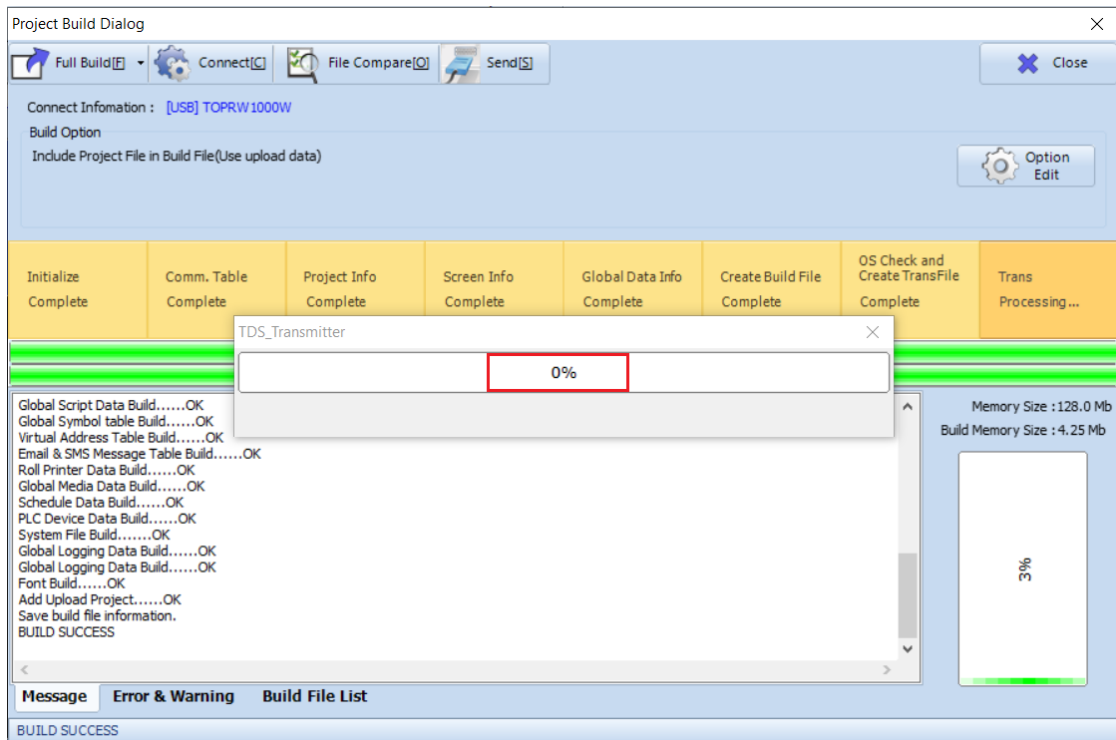 Project Build Dialog
Full Build[F] Connect[C] File Compare[O] Send[S] Close
Connect Infomation : [USB] TOPRW1000W
Build Option
Include Project File in Build File(Use upload data)
Option
Edit
Initialize
Complete
Comm. Table
Complete
Project Info
Complete
Screen Info
Complete
Global Data Info
Complete
Create Build File
Complete
OS Check and
Create TransFile
Complete
Trans
Processing...
TDS_Transmitter
0%
Global Script Data Build......OK
Global Symbol table Build......OK
Virtual Address Table Build......OK
Email & SMS Message Table Build......OK
Roll Printer Data Build......OK
Global Media Data Build......OK
Schedule Data Build......OK
PLC Device Data Build......OK
System File Build.......OK
Global Logging Data Build......OK
Global Logging Data Build......OK
Font Build......OK
Add Upload Project......OK
Save build file information.
BUILD SUCCESS
Memory Size : 128.0 Mb
Build Memory Size : 4.25 Mb
3%
Message Error & Warning Build File List
BUILD SUCCESS